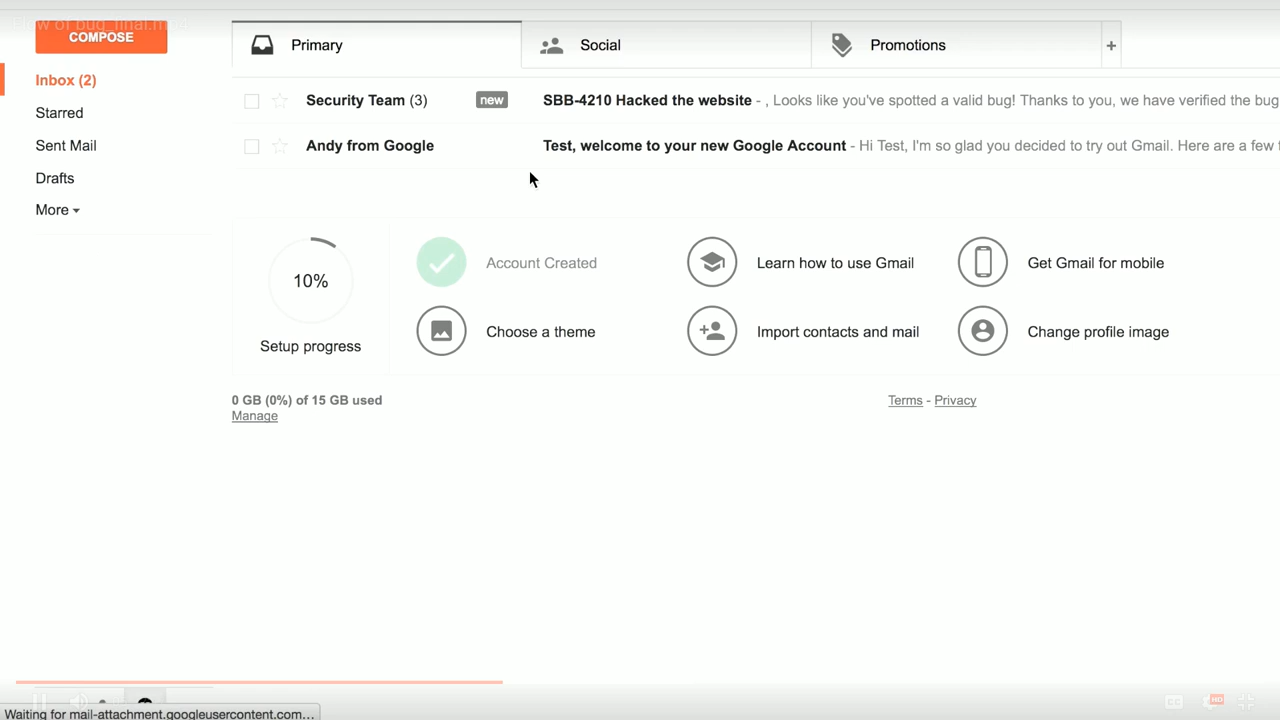 COMPOSE
Primary
Social
Promotions
+
Inbox (2)
Security Team (3) new SBB-4210 Hacked the website - , Looks like you've spotted a valid bug! Thanks to you, we have verified the bug
Starred
Sent Mail
Andy from Google Test, welcome to your new Google Account - Hi Test, I'm so glad you decided to try out Gmail. Here are a few
Drafts
More
10%
Setup progress
Account Created
Learn how to use Gmail
Get Gmail for mobile
Choose a theme
Import contacts and mail
Change profile image
0 GB (0%) of 15 GB used
Manage
Terms - Privacy
CC
HD
Waiting for mail-attachment.googleusercontent.com...